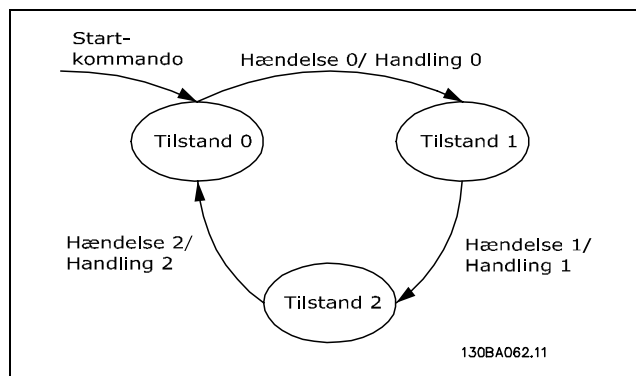 Start-
kommando
Hændelse 0/ Handling 0
Tilstand 0
Tilstand 1
Hændelse 2/
Handling 2
Hændelse 1/
Handling 1
Tilstand 2
130BA062.11